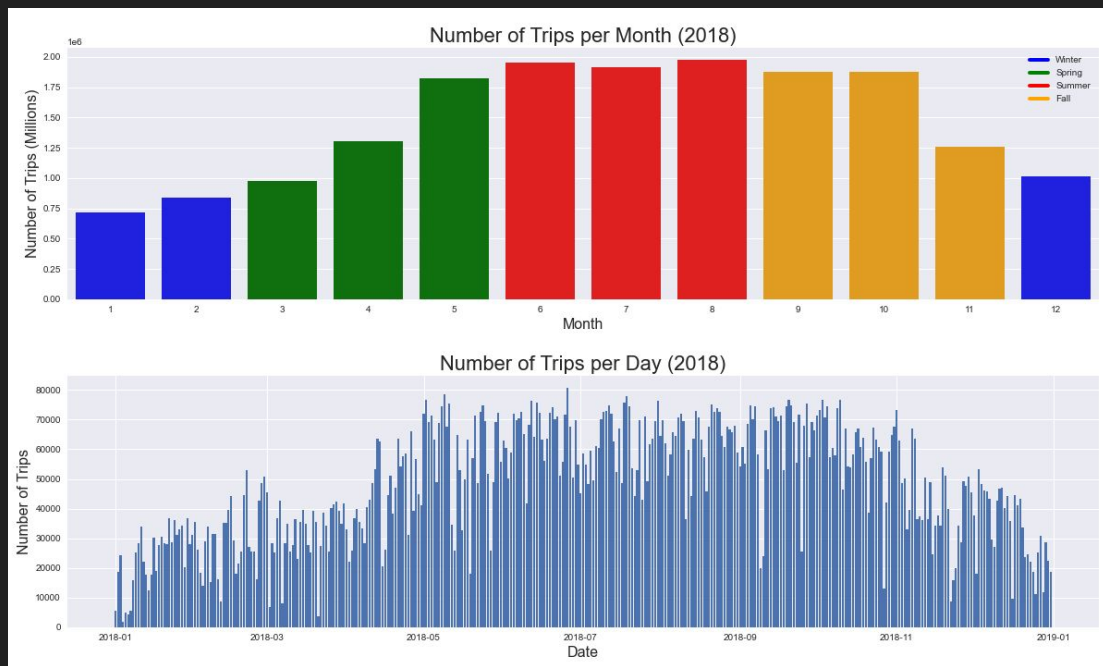 Number of Trips per Month (2018)
1e6
2.00
1.75
1.50
1.25
1.00
0.75
0.50
0.25
0.00
Number of Trips (Millions)
Winter
Spring
Summer
Fall
1 2 3 4 5 6 7 8 9 10 11 12
Month
Number of Trips per Day (2018)
80000
70000
60000
50000
40000
30000
20000
10000
0
Number of Trips
2018-01 2018-03 2018-05 2018-07 2018-09 2018-11 2019-01
Date